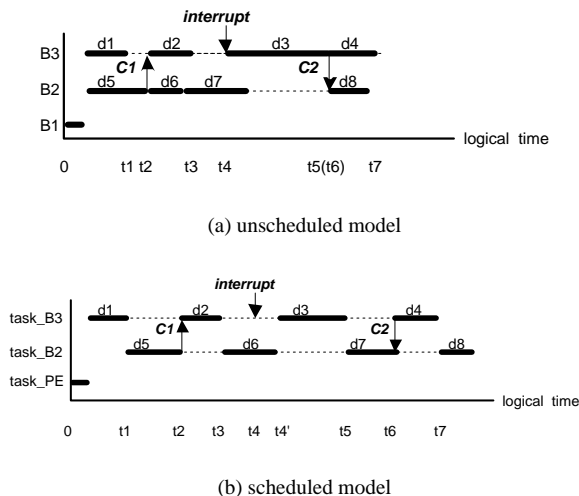 interrupt
d1 d2 d3 d4
B3
C1 C2
d5 d6 d7 d8
B2
B1
logical time
0 t1 t2 t3 t4 t5(t6) t7
(a) unscheduled model
interrupt
d1 d2 d3 d4
task_B3
C1 C2
d5 d6 d7 d8
task_B2
task_PE
logical time
0 t1 t2 t3 t4 t4' t5 t6 t7
(b) scheduled model